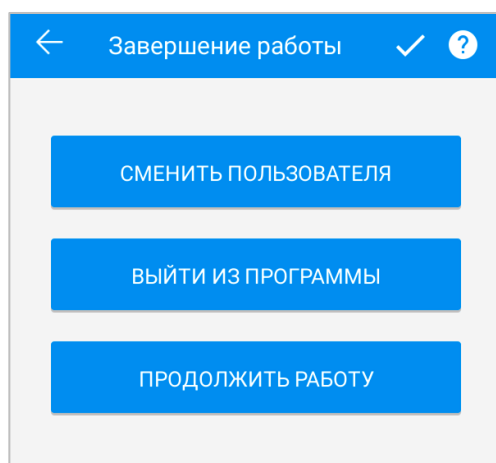 Завершение работы
?
СМЕНИТЬ ПОЛЬЗОВАТЕЛЯ
ВЫЙТИ ИЗ ПРОГРАММЫ
ПРОДОЛЖИТЬ РАБОТУ